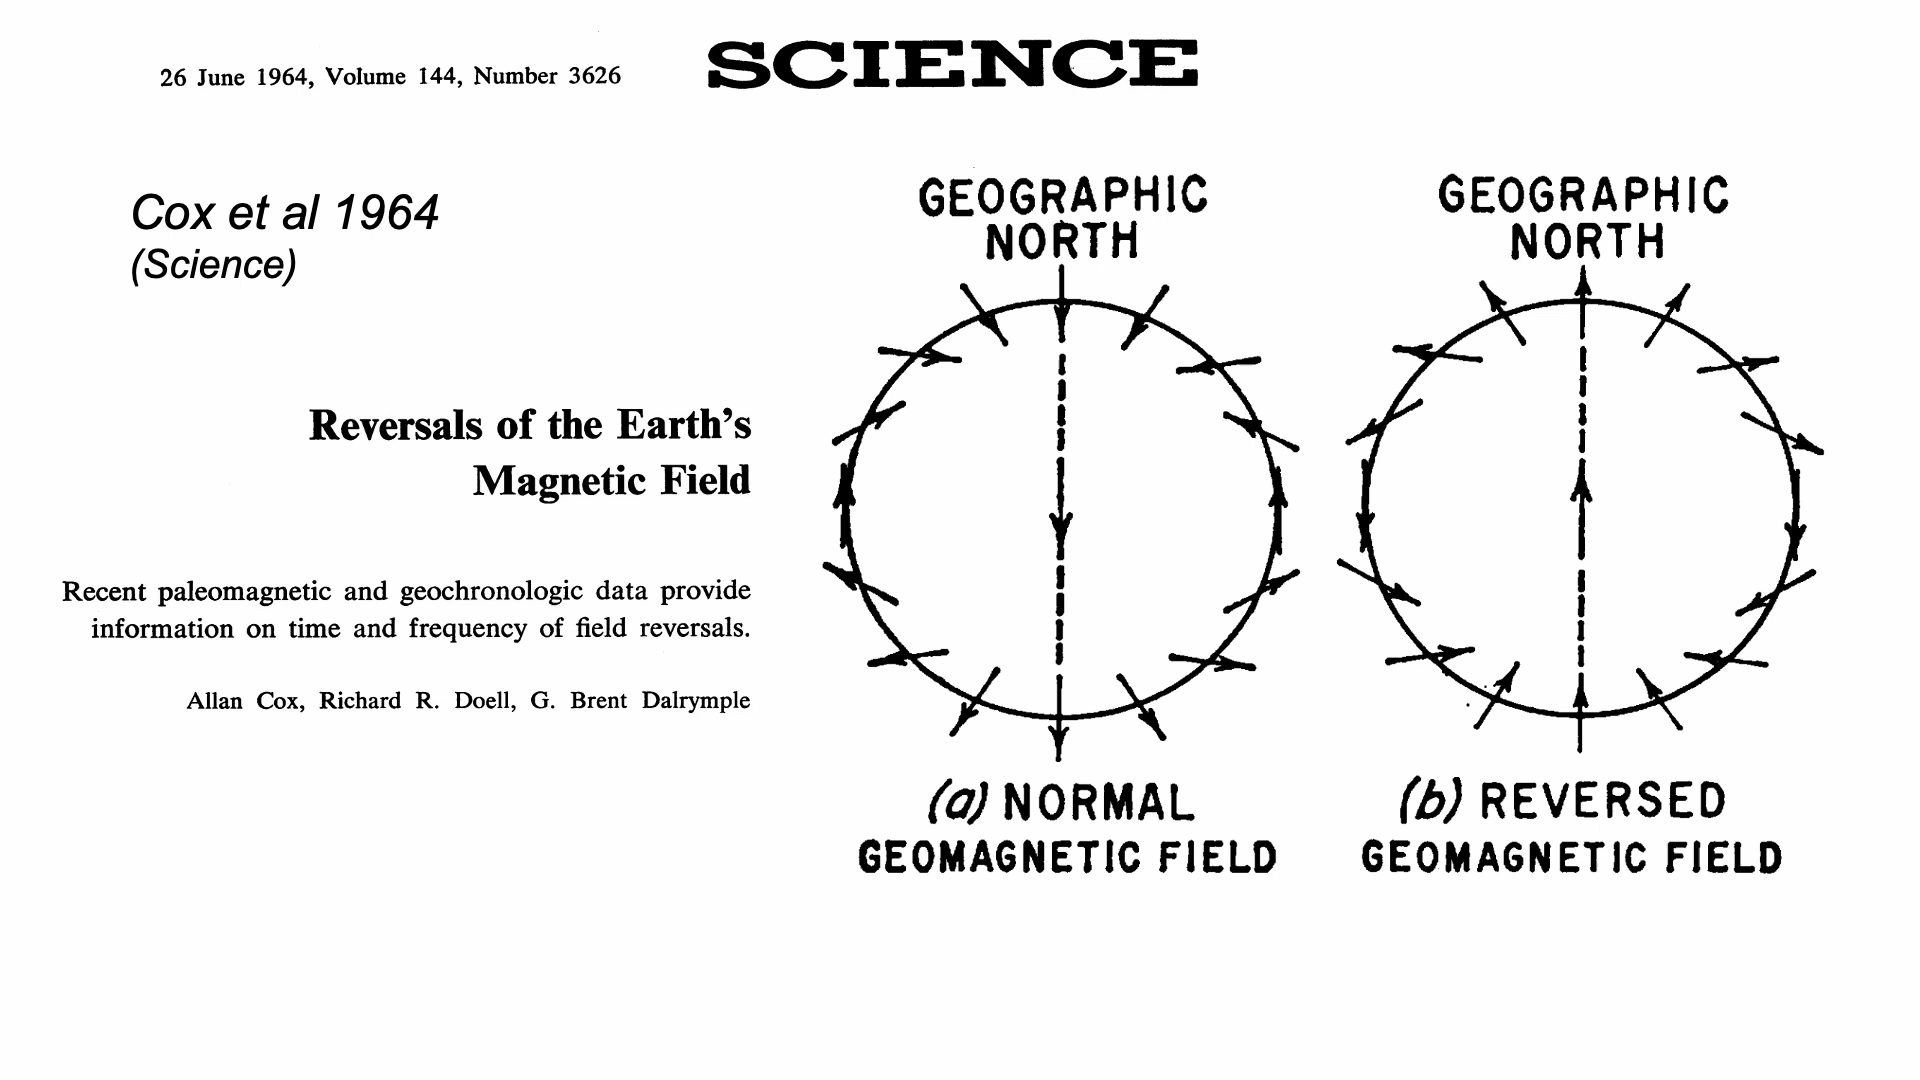 26 June 1964, Volume 144, Number 3626
SCIENCE
Cox et al 1964
(Science)
Reversals of the Earth's
Magnetic Field
Recent paleomagnetic and geochronologic data provide
information on time and frequency of field reversals.
Allan Cox, Richard R. Doell, G. Brent Dalrymple
GEOGRAPHIC
NORTH
(a) NORMAL
GEOMAGNETIC FIELD
GEOGRAPHIC
NORTH
(b) REVERSED
GEOMAGNETIC FIELD